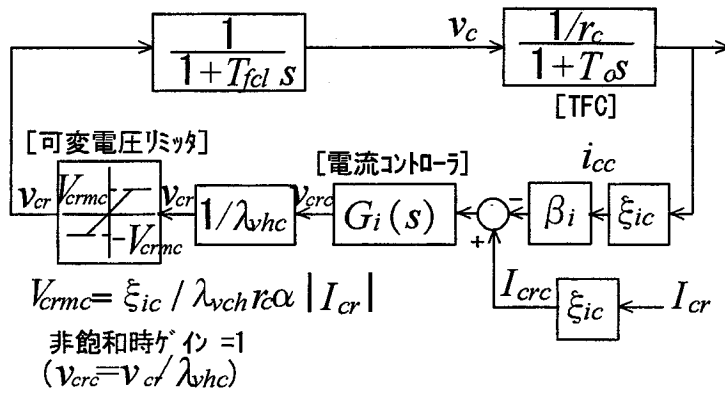 1
1+T_fcl s
v_c
1/r_c
1+T_o s
[TFC]
[可変電圧リミッタ]
[電流コントローラ]
i_cc
v_cr
V_crmc
-V_crmc
v_cr
1/λ_vhc
v_crc
G_i(s)
-
+
β_i
ξ_ic
I_crc
ξ_ic
I_cr
V_crmc = ξ_ic / λ_vch r_c α |I_cr|
非飽和時ゲイン =1
(v_crc=v_cr/λ_vhc)